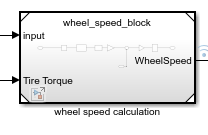 wheel_speed_block
input
WheelSpeed
Tire Torque
wheel speed calculation